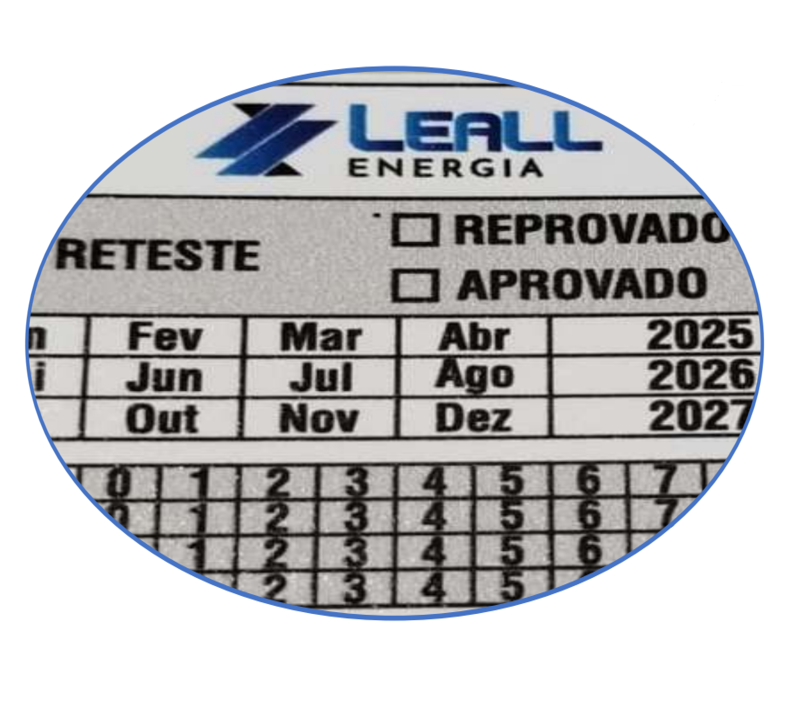 LEALL
ENERGIA
RETESTE
REPROVADO
APROVADO
Fev Mar Abr 2025
Jun Jul Ago 2026
Out Nov Dez 2027
0 1 2 3 4 5 6 7
0 1 2 3 4 5 6 7
1 2 3 4 5 6
2 3 4 5